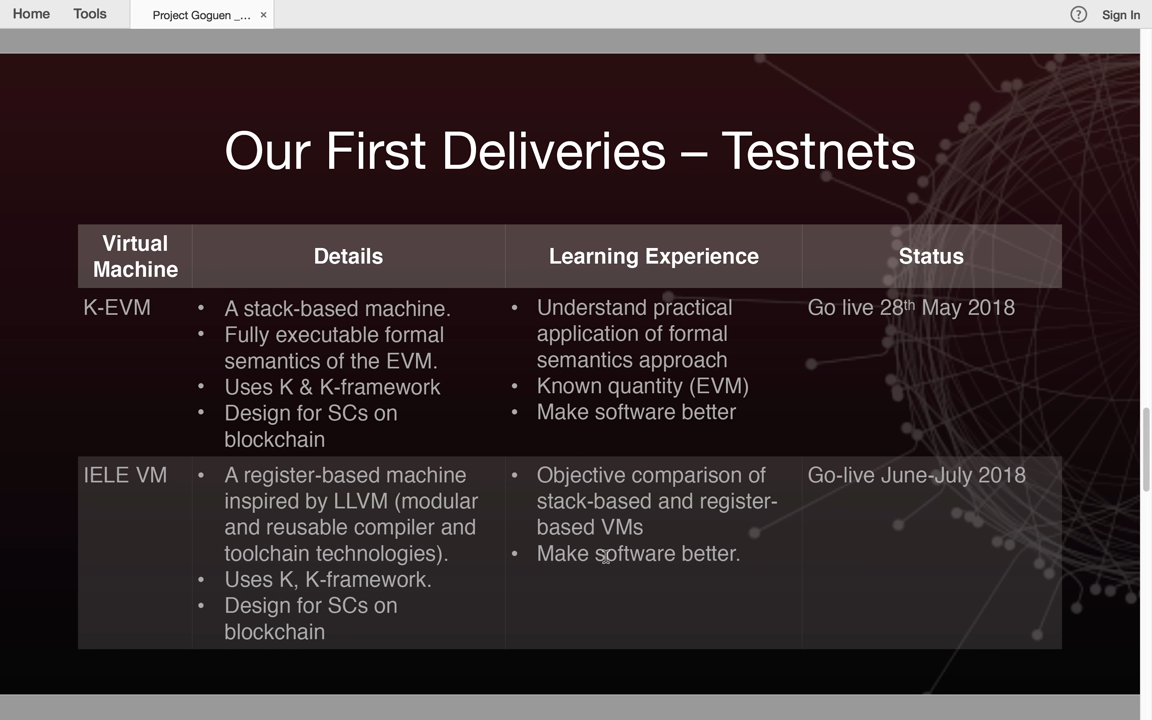 Home Tools Project Goguen _... × ? Sign In
Our First Deliveries – Testnets
Virtual Machine
Details
Learning Experience
Status
K-EVM
• A stack-based machine.
• Fully executable formal
semantics of the EVM.
• Uses K & K-framework
• Design for SCs on
blockchain
• Understand practical
application of formal
semantics approach
• Known quantity (EVM)
• Make software better
Go live 28th May 2018
IELE VM
• A register-based machine
inspired by LLVM (modular
and reusable compiler and
toolchain technologies).
• Uses K, K-framework.
• Design for SCs on
blockchain
• Objective comparison of
stack-based and register-
based VMs
• Make software better.
Go-live June-July 2018